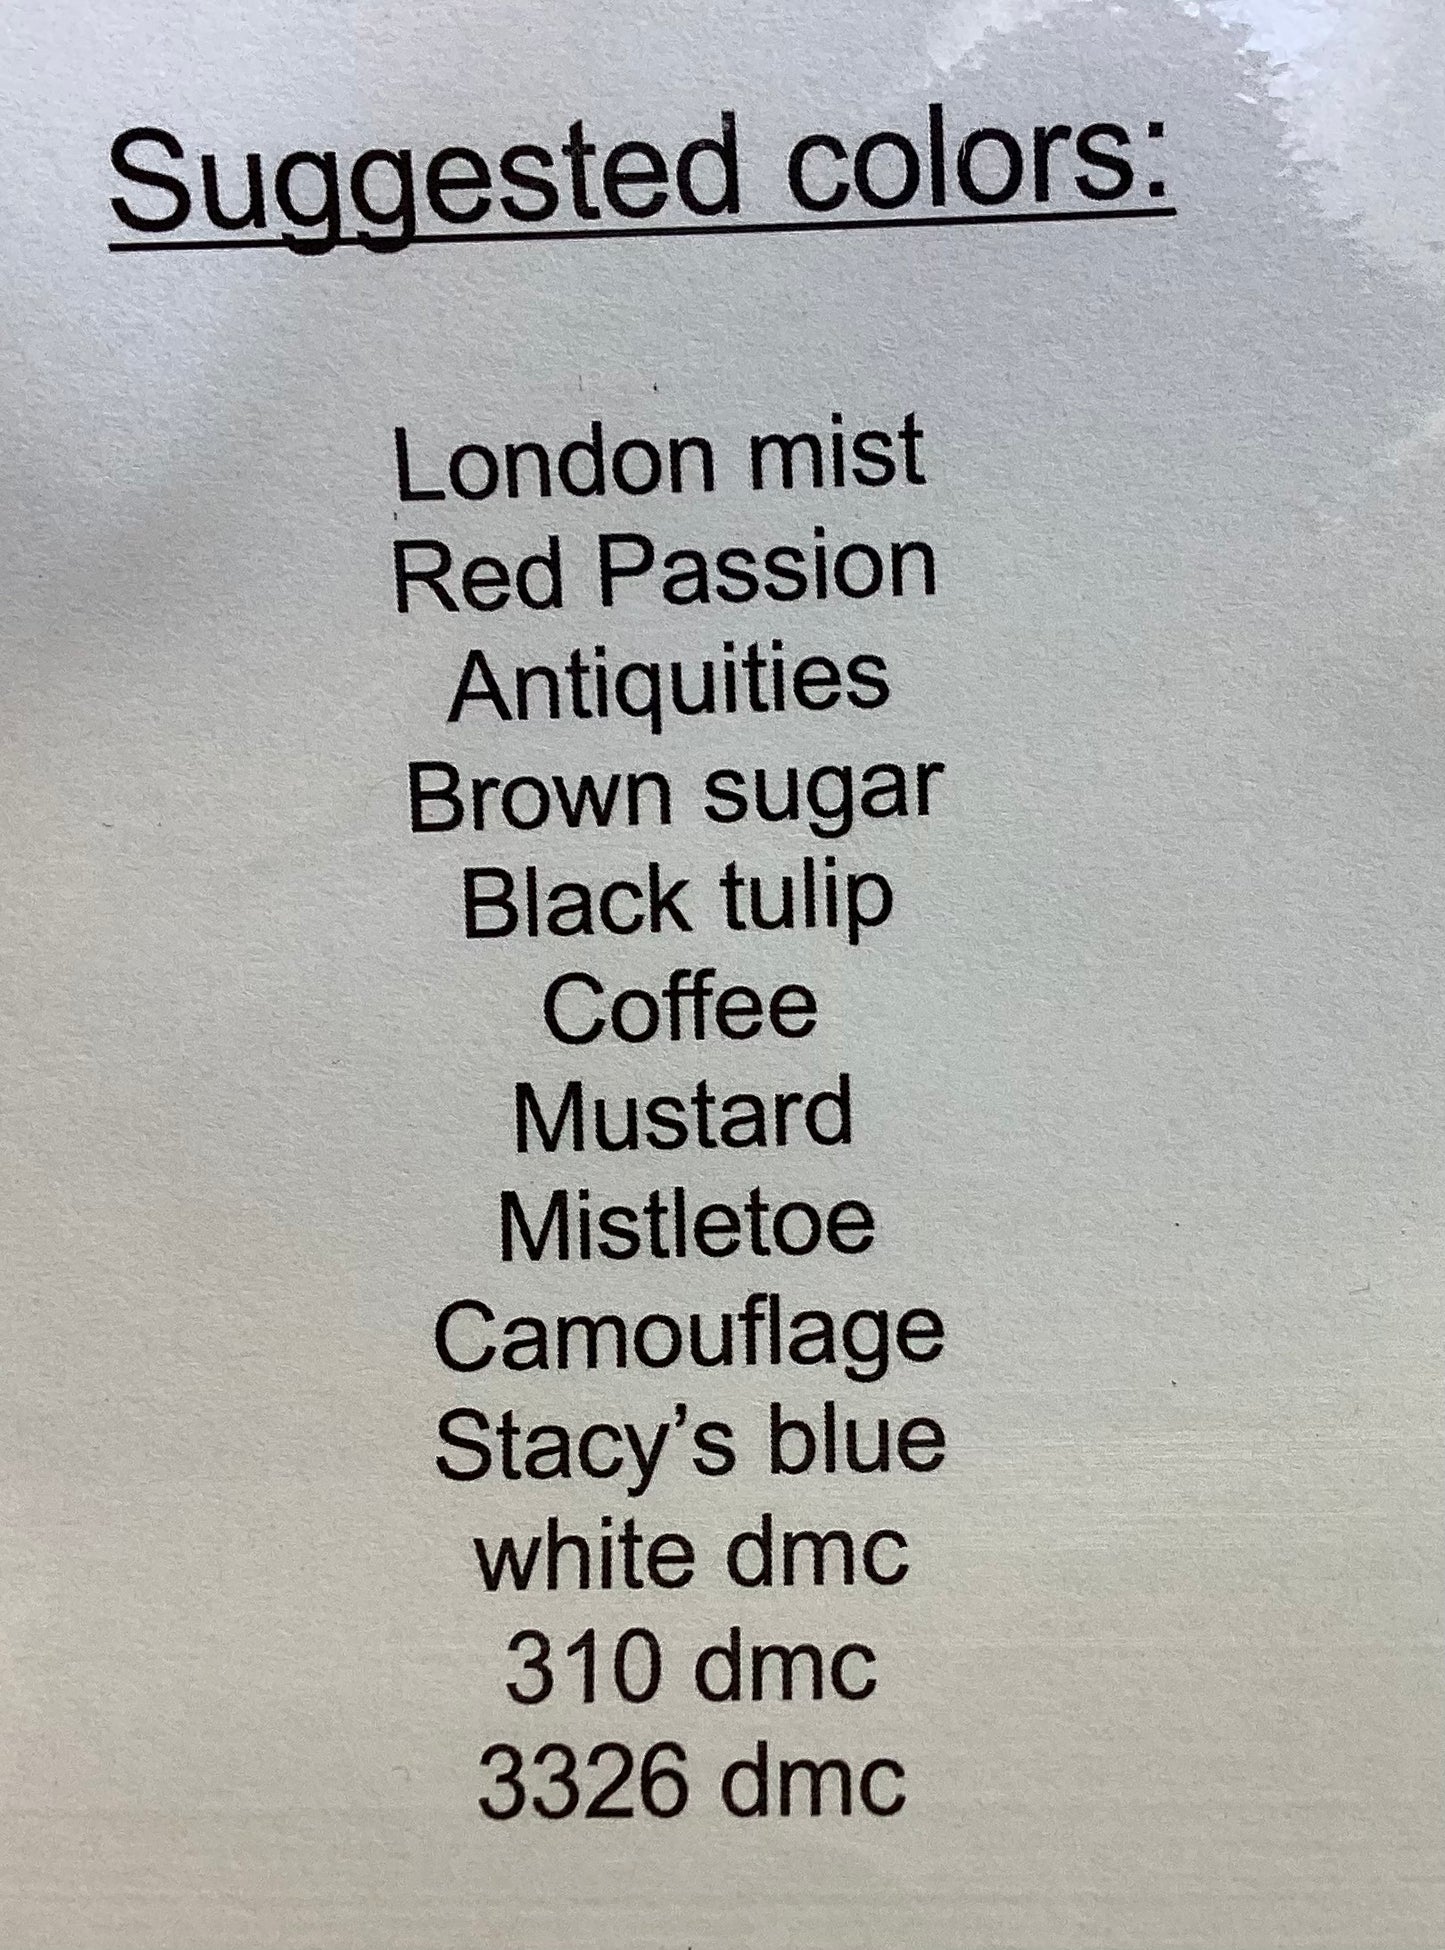 Suggested colors:
London mist
Red Passion
Antiquities
Brown sugar
Black tulip
Coffee
Mustard
Mistletoe
Camouflage
Stacy’s blue
white dmc
310 dmc
3326 dmc